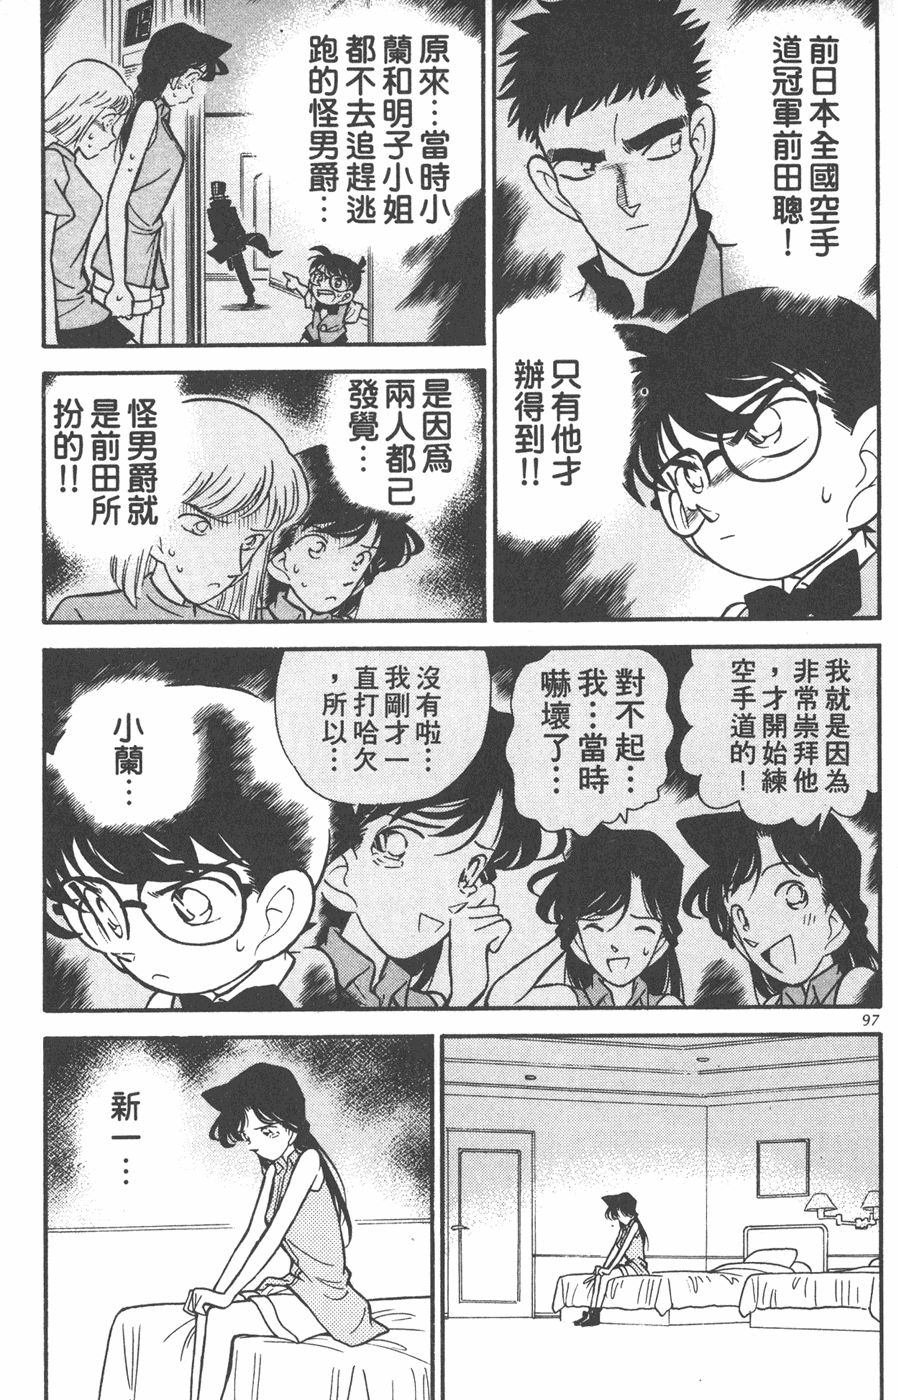 前日本全國空手
道冠軍前田聰！
只有他才
辦得到!!
原來…當時小
蘭和明子小姐
都不去追趕逃
跑的怪男爵…
是因爲
兩人都已
發覺…
怪男爵就
是前田所
扮的!!
我就是因為
非常崇拜他
，才開始練
空手道的！
對不起…
我…當時
嚇壞了…
沒有啦…
我剛才一
直打哈欠
，所以…
小蘭…
97
新一…